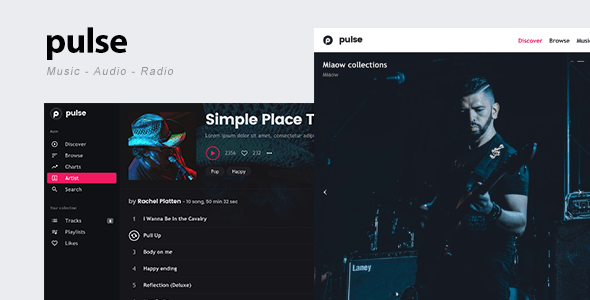 pulse
Music - Audio - Radio
pulse
Discover
Browse
Charts
Artist
Search
Your collection
Tracks
Playlists
Likes
Simple Place T
Lorem ipsum dolor sit amet, consectetur adipis
2356 232
Pop Happy
by Rachel Platten - 10 song, 50 min 32 sec
1 I Wanna Be In the Cavalry
Pull Up
3 Body on me
4 Happy ending
5 Reflection (Deluxe)
pulse
Discover Browse Musi
Miaow collections
Miaow
Laney